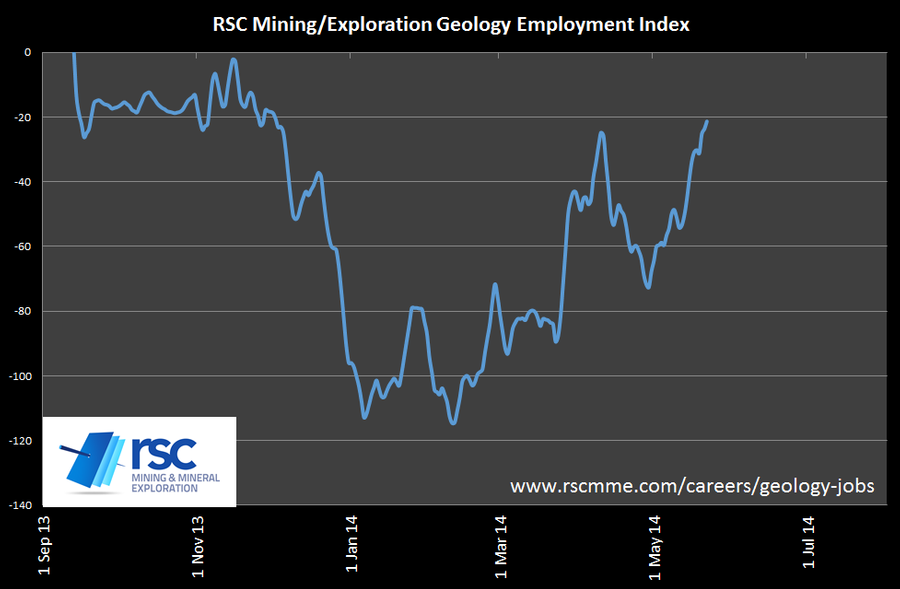 RSC Mining/Exploration Geology Employment Index
0
-20
-40
-60
-80
-100
-120
-140
rsc
MINING & MINERAL
EXPLORATION
www.rscmme.com/careers/geology-jobs
1 Sep 13
1 Nov 13
1 Jan 14
1 Mar 14
1 May 14
1 Jul 14